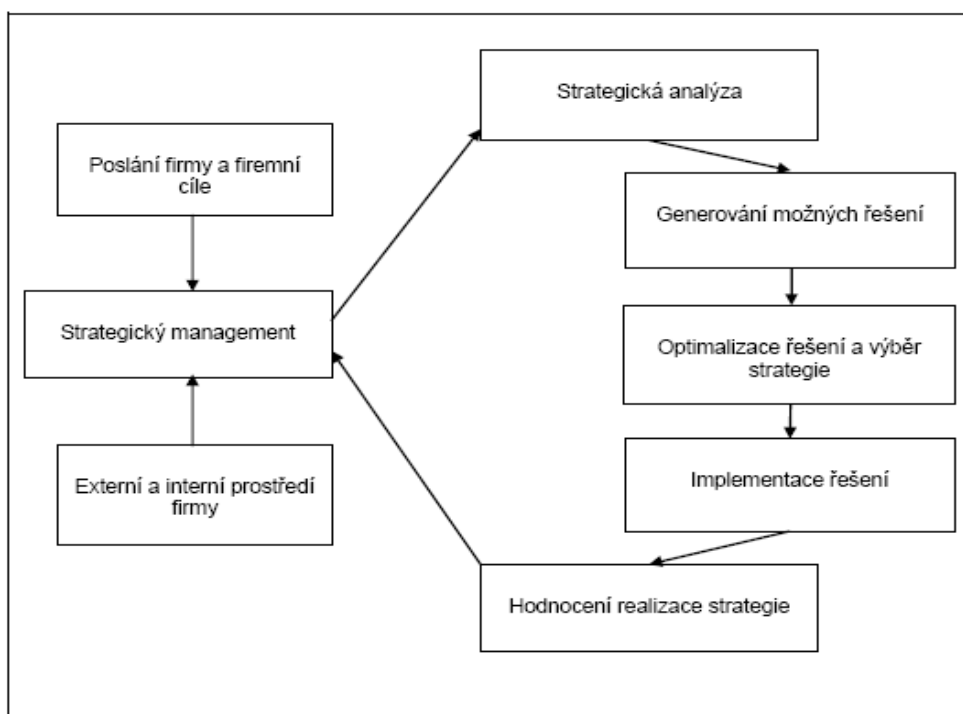 Strategická analýza
Poslání firmy a firemní
cíle
Generování možných řešení
Strategický management
Optimalizace řešení a výběr
strategie
Externí a interní prostředí
firmy
Implementace řešení
Hodnocení realizace strategie